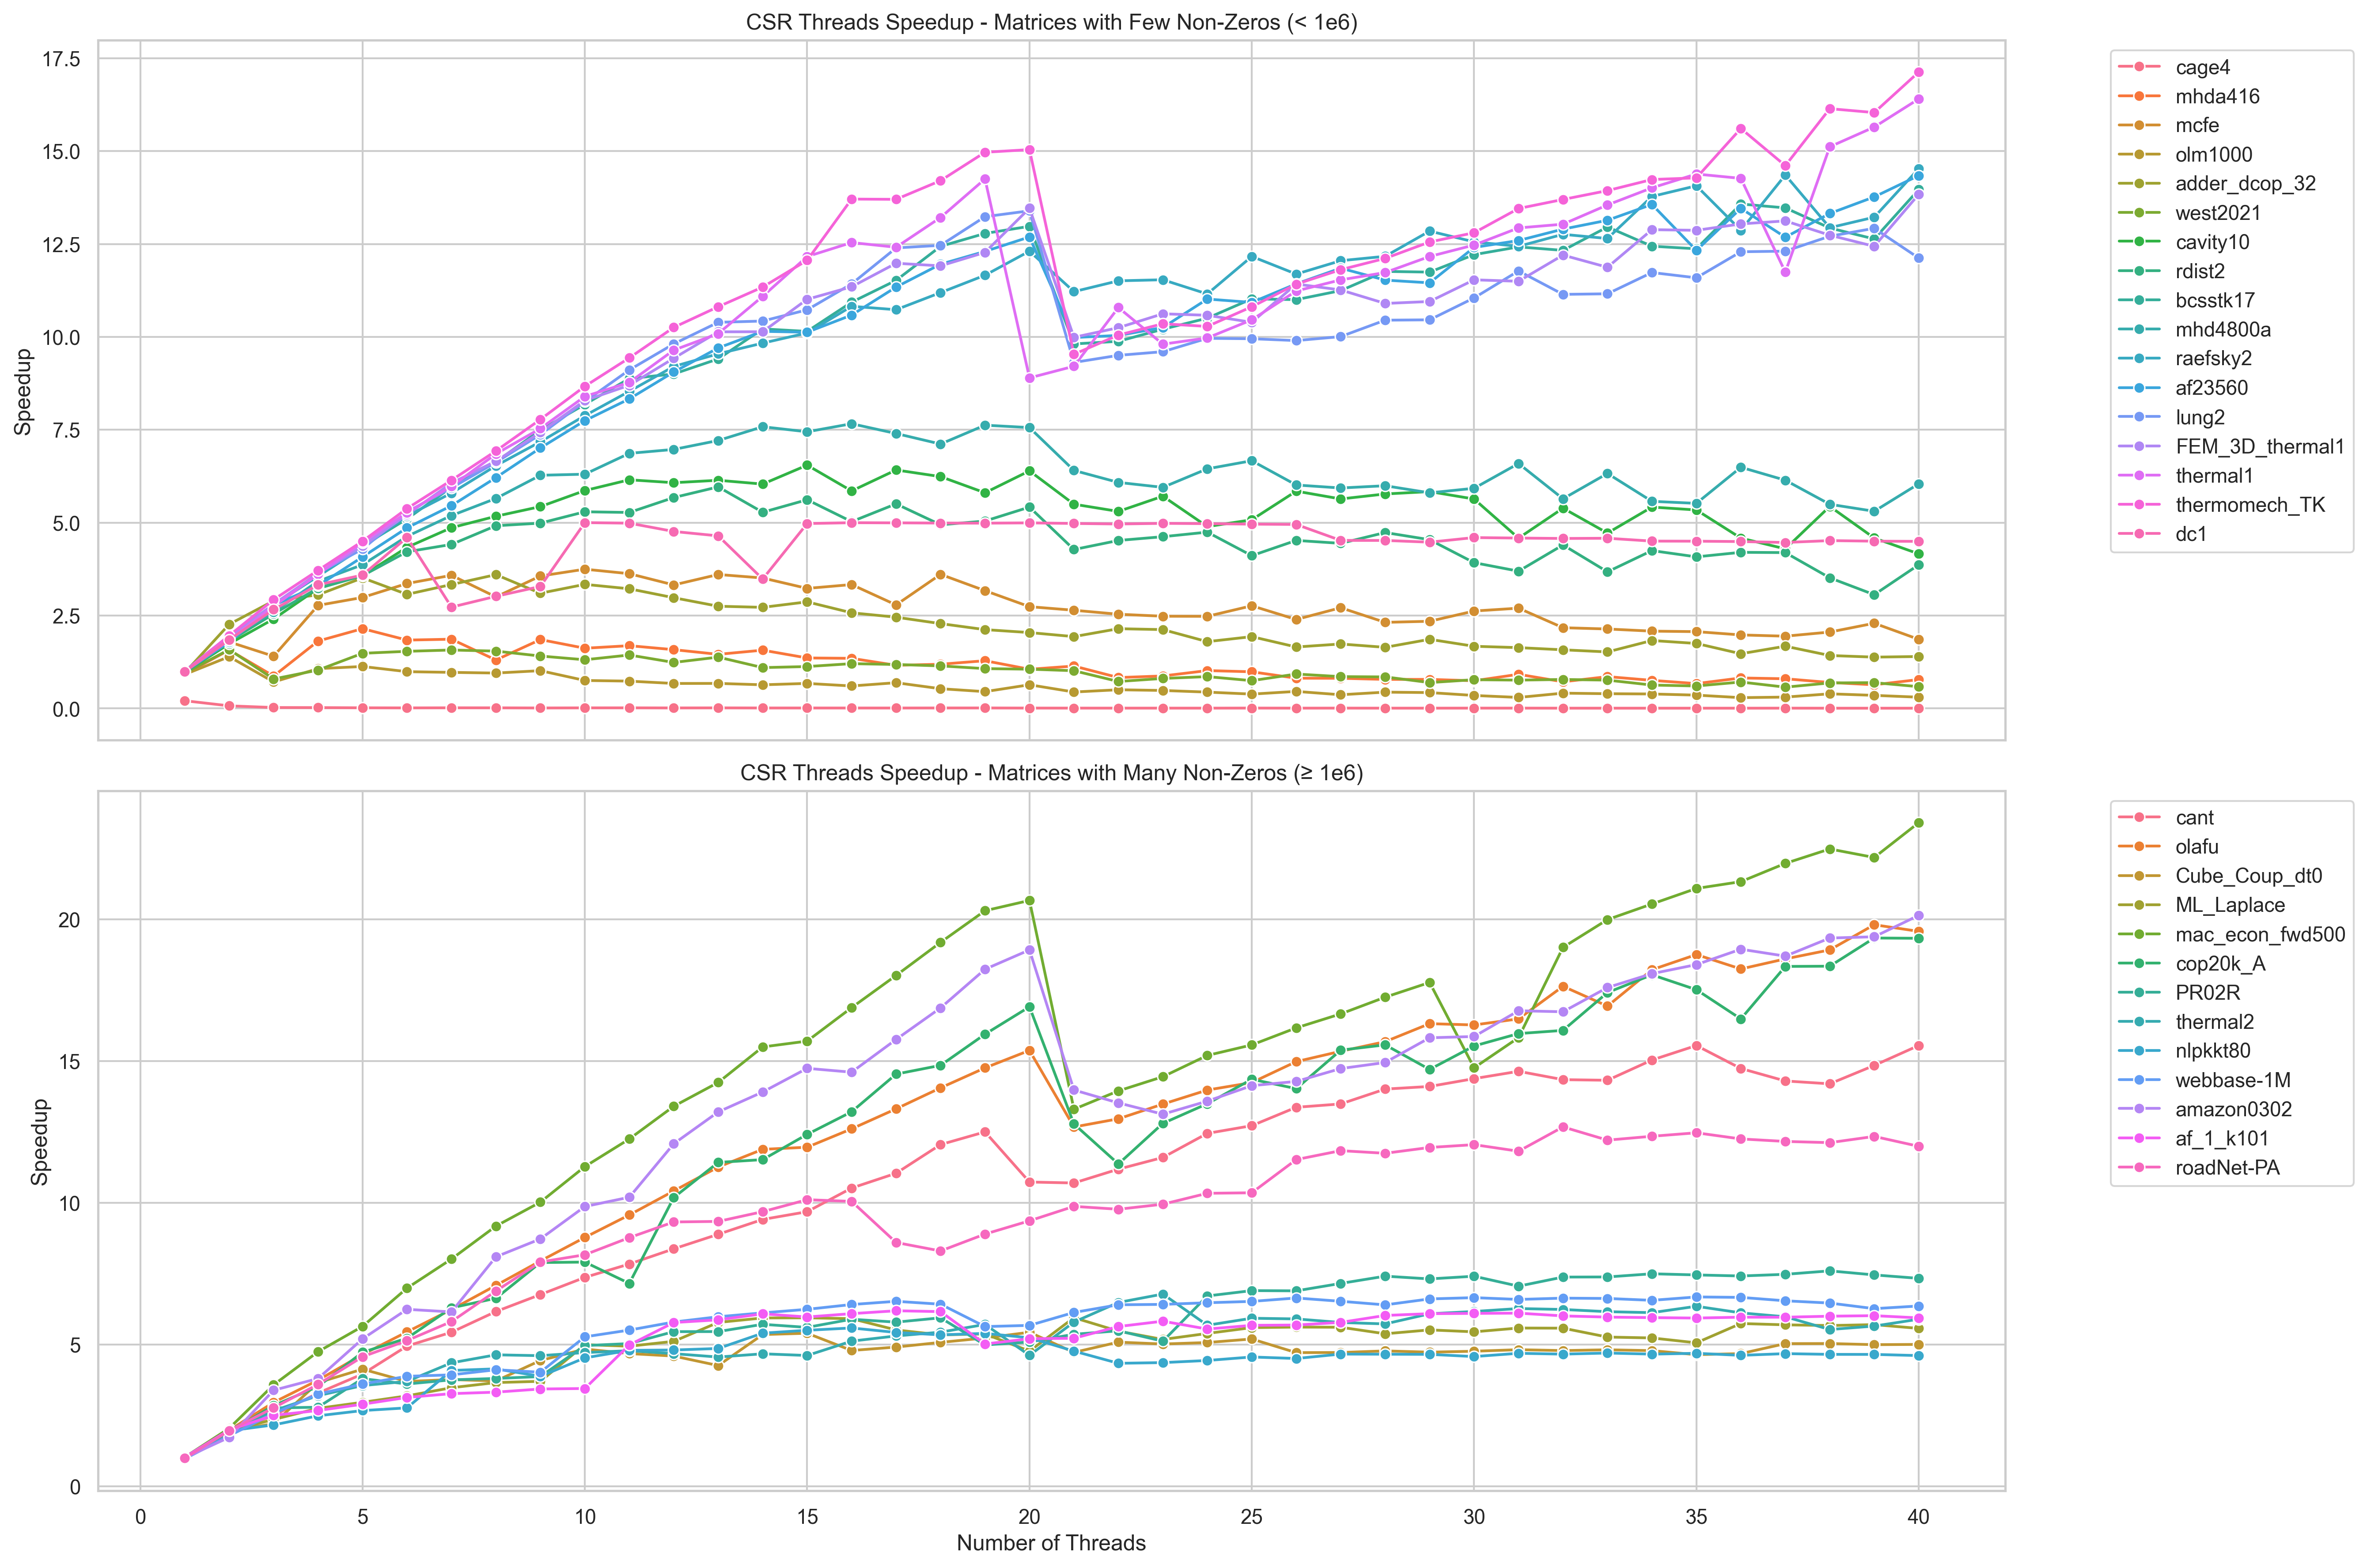 CSR Threads Speedup - Matrices with Few Non-Zeros (< 1e6)
17.5
15.0
12.5
10.0
7.5
5.0
2.5
0.0
Speedup
cage4
mhda416
mcfe
olm1000
adder_dcop_32
west2021
cavity10
rdist2
bcsstk17
mhd4800a
raefsky2
af23560
lung2
FEM_3D_thermal1
thermal1
thermomech_TK
dc1
CSR Threads Speedup - Matrices with Many Non-Zeros (≥ 1e6)
20
15
10
5
0
Speedup
0 5 10 15 20 25 30 35 40
Number of Threads
cant
olafu
Cube_Coup_dt0
ML_Laplace
mac_econ_fwd500
cop20k_A
PR02R
thermal2
nlpkkt80
webbase-1M
amazon0302
af_1_k101
roadNet-PA